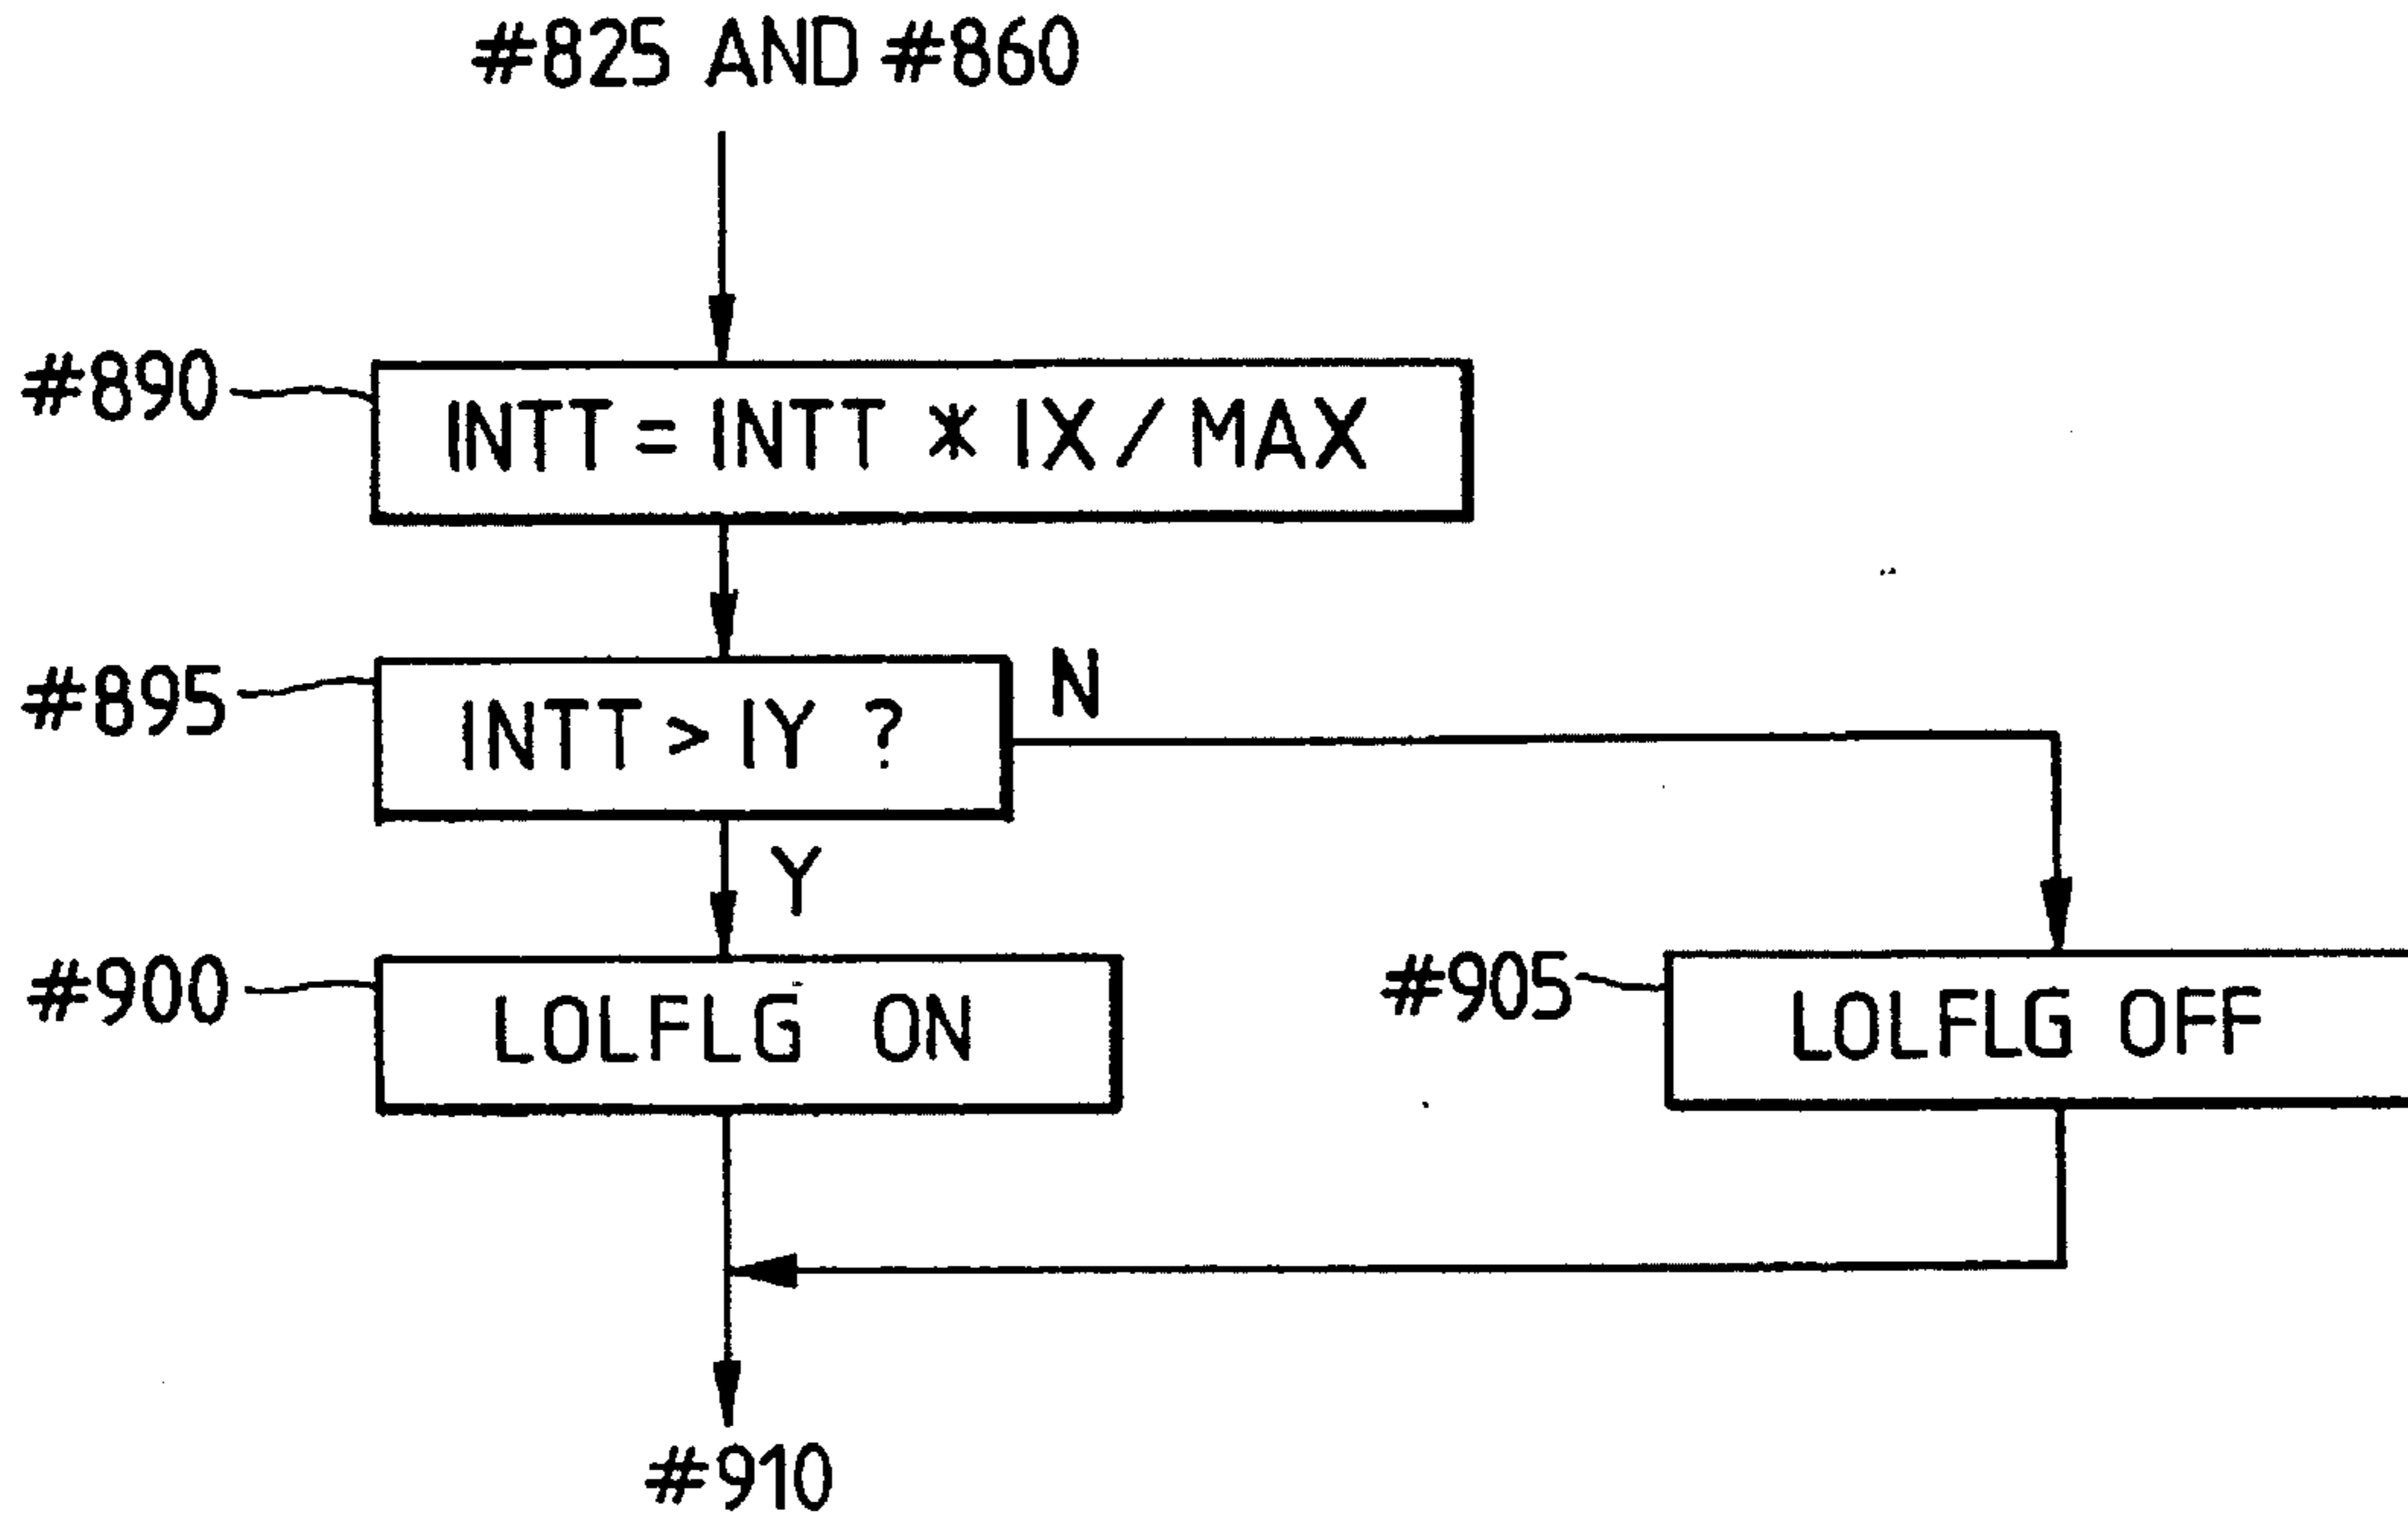 #825 AND #860
#890
INTT = INTT * IX / MAX
#895
INTT > IY ?
N
Y
#900
LOLFLG ON
#905
LOLFLG OFF
#910